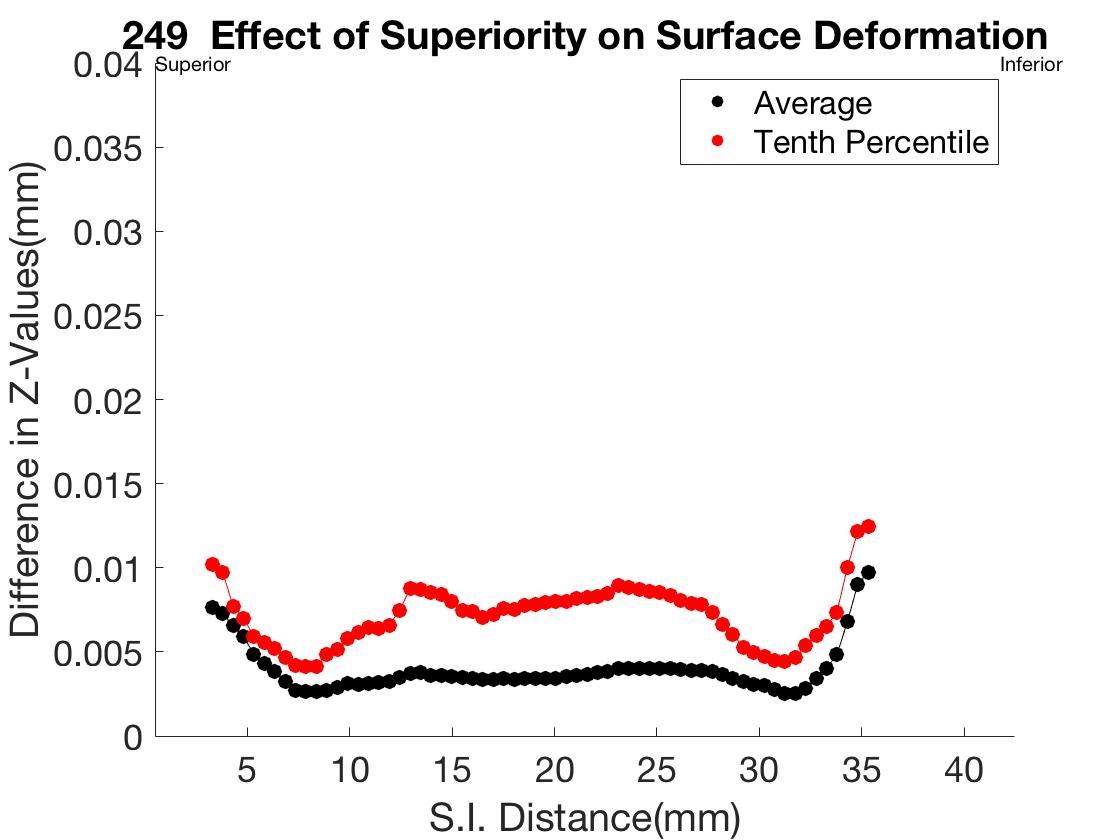 249  Effect of Superiority on Surface Deformation
Superior
Inferior
Average
Tenth Percentile
Difference in Z-Values(mm)
0.04
0.035
0.03
0.025
0.02
0.015
0.01
0.005
0
5 10 15 20 25 30 35 40
S.I. Distance(mm)